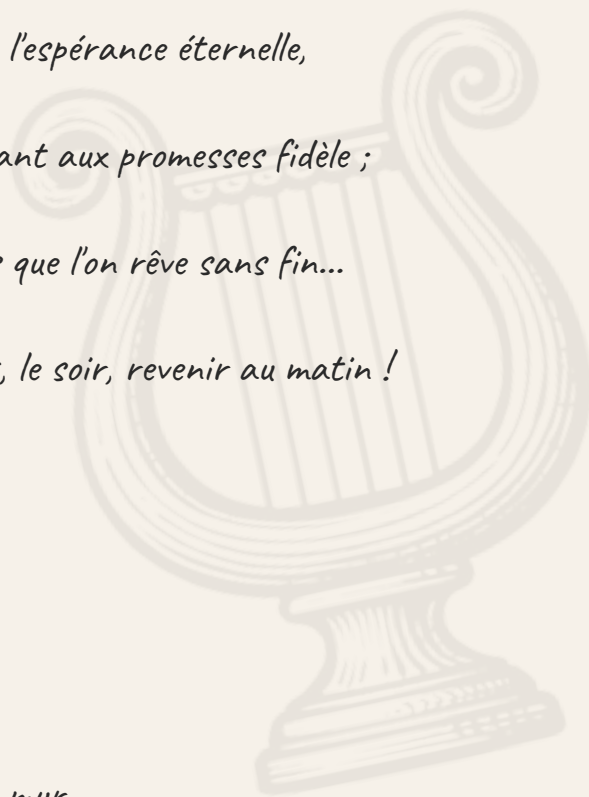 l'espérance éternelle,
ant aux promesses fidèle ;
que l'on rêve sans fin...
, le soir, revenir au matin !